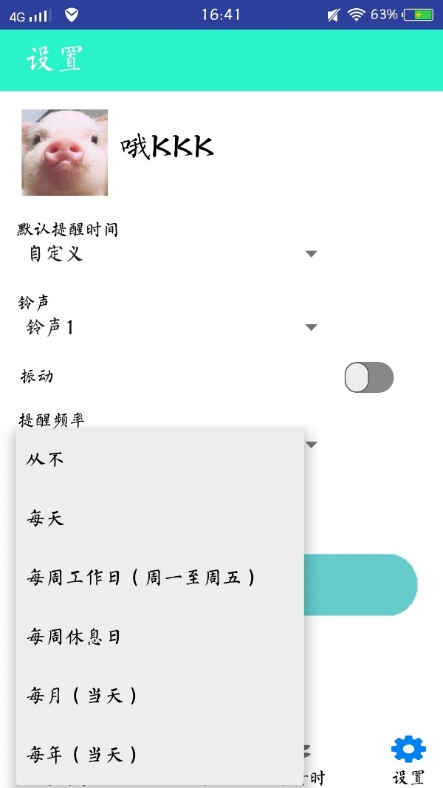 4G 16:41 63%
设置
哦KKK
默认提醒时间
自定义
铃声
铃声1
振动
提醒频率
从不
每天
每周工作日（周一至周五）
每周休息日
每月（当天）
每年（当天）
时
设置